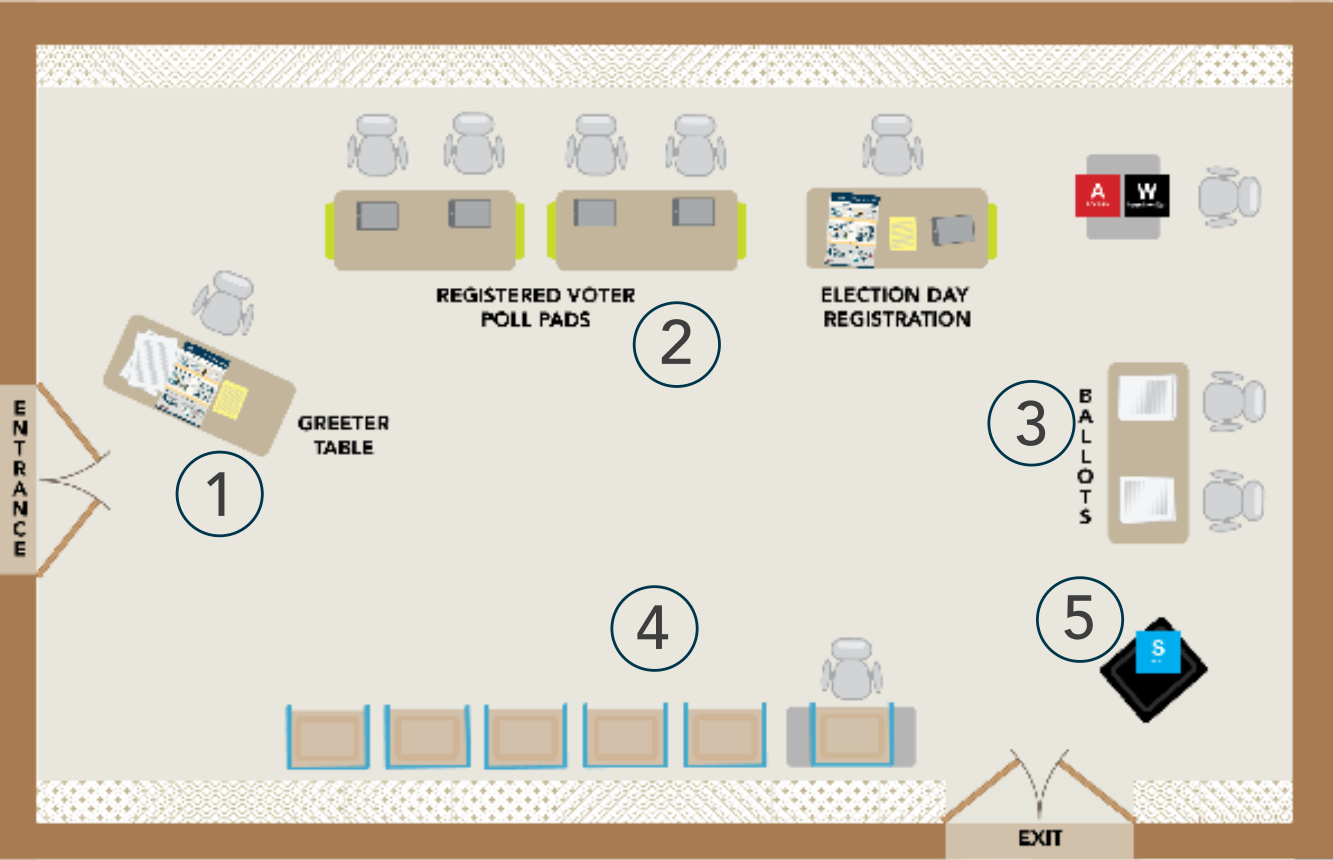 REGISTERED VOTER
POLL PADS
2
ELECTION DAY
REGISTRATION
A
W
ENTRANCE
GREETER
TABLE
1
3
BALLOTS
4
5
S
EXIT